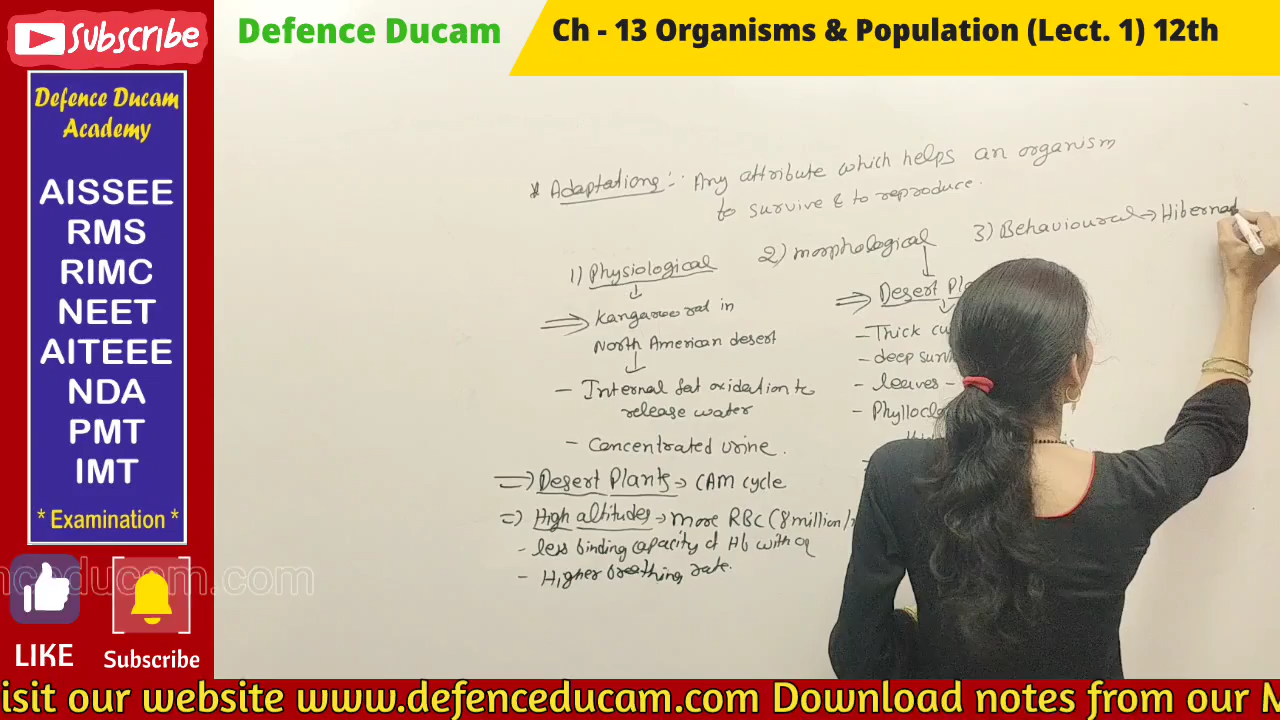 Subscribe
Defence Ducam
Ch - 13 Organisms & Population (Lect. 1) 12th
Defence Ducam
Academy
AISSEE
RMS
RIMC
NEET
AITEEE
NDA
PMT
IMT
* Examination *
LIKE
Subscribe
* Adaptations :- Any attribute which helps an organism
to survive & to reproduce.
1) Physiological
Kangaroo rat in
North American desert
- Internal fat oxidation to
release water
- Concentrated urine.
=> Desert Plants → CAM cycle
=> High altitudes → more RBC (8 million/
- less binding capacity of Hb with O2
- Higher breathing rate.
2) morphological
=> Desert
- Thick
- deep
- leaves -
3) Behavioural → Hibernat
enceducam.com
isit our website www.defenceducam.com Download notes from our M